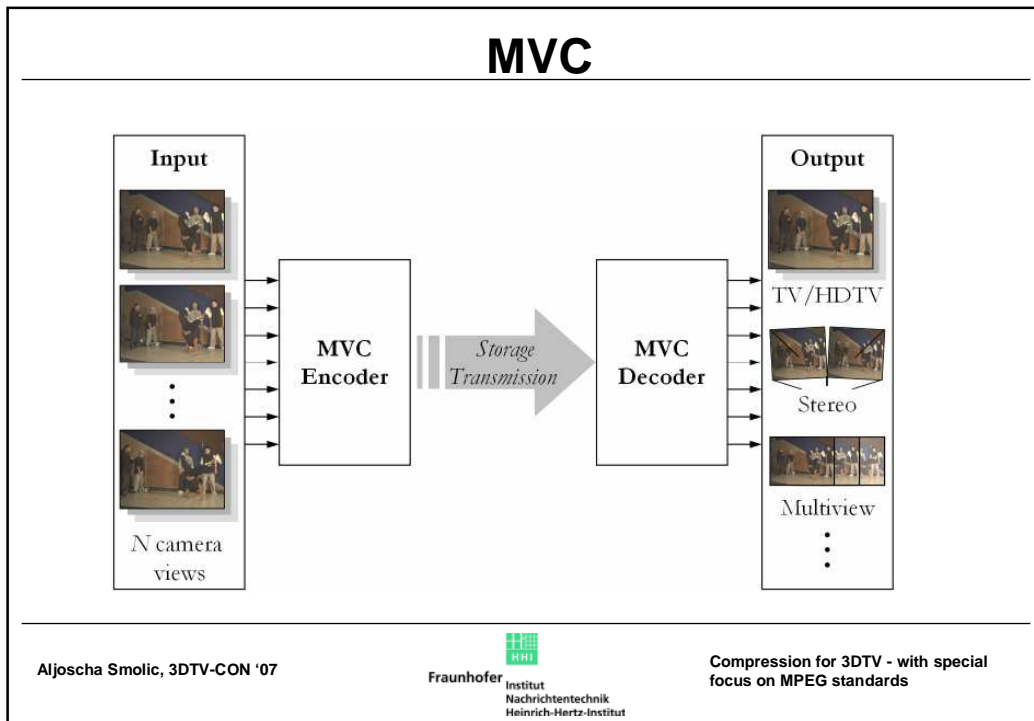 MVC
Input
N camera
views
MVC
Encoder
Storage
Transmission
MVC
Decoder
Output
TV/HDTV
Stereo
Multiview
Aljoscha Smolic, 3DTV-CON ‘07
HHI
Fraunhofer
Institut
Nachrichtentechnik
Heinrich-Hertz-Institut
Compression for 3DTV - with special
focus on MPEG standards